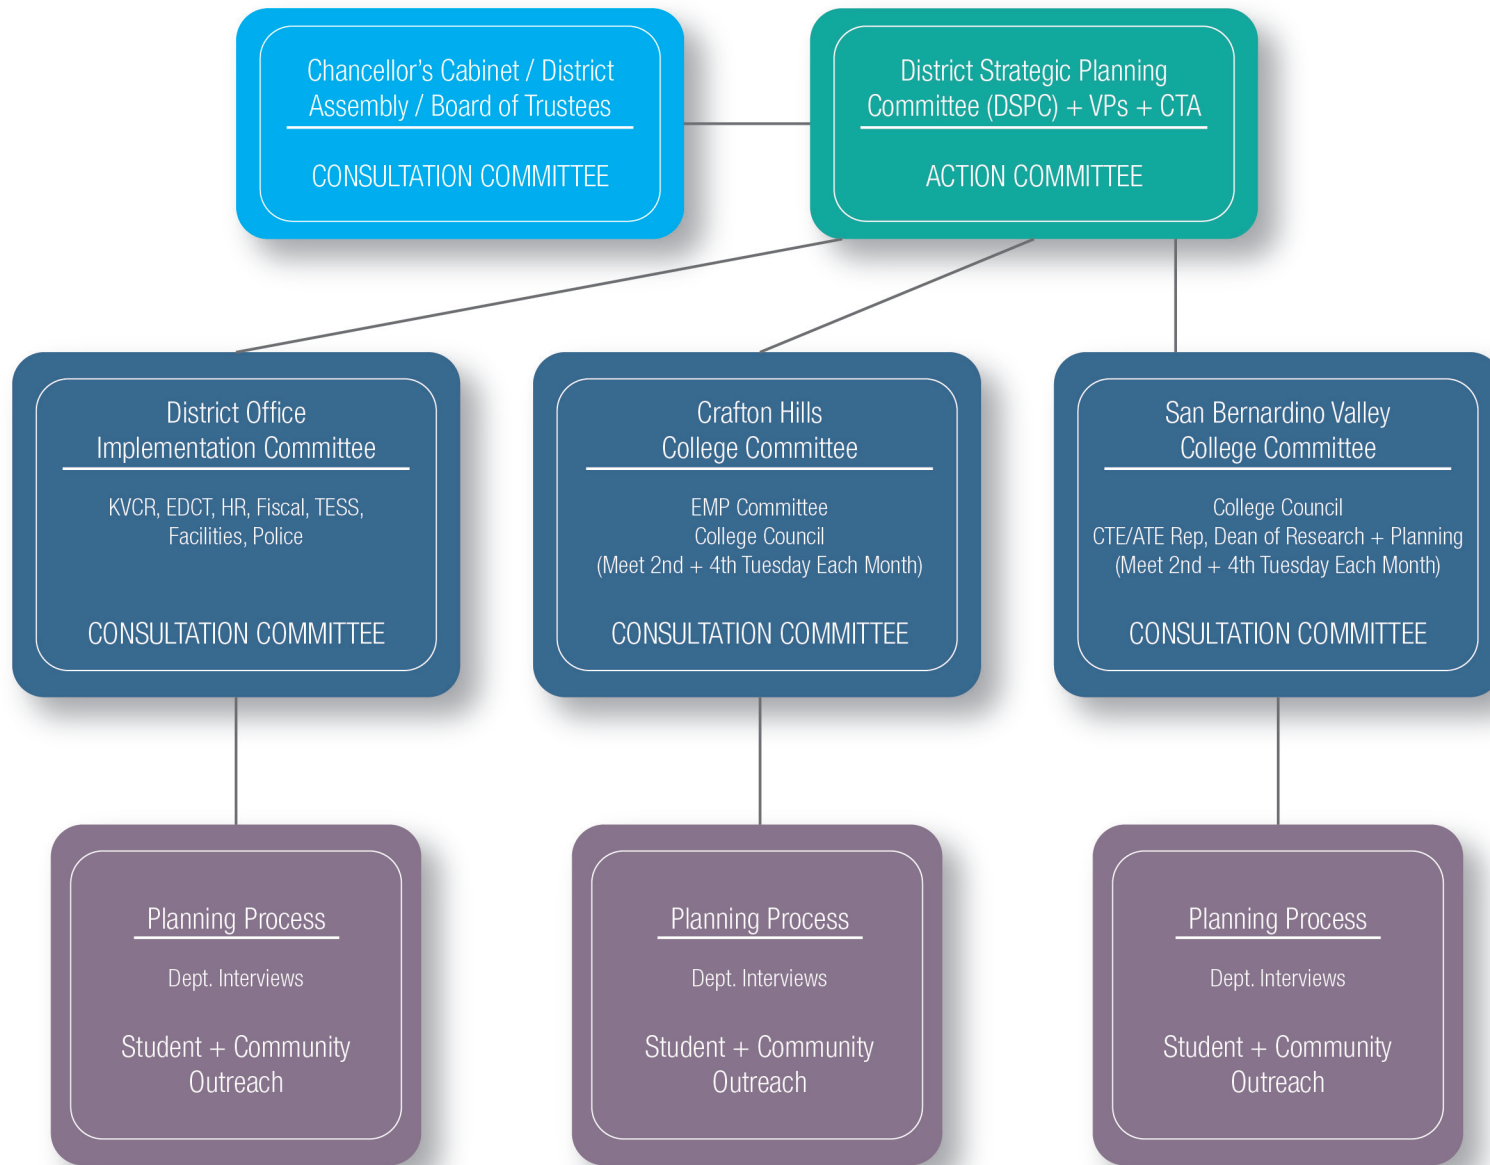 Chancellor's Cabinet / District
Assembly / Board of Trustees
CONSULTATION COMMITTEE
District Strategic Planning
Committee (DSPC) + VPs + CTA
ACTION COMMITTEE
District Office
Implementation Committee
KVCR, EDCT, HR, Fiscal, TESS,
Facilities, Police
CONSULTATION COMMITTEE
Crafton Hills
College Committee
EMP Committee
College Council
(Meet 2nd + 4th Tuesday Each Month)
CONSULTATION COMMITTEE
San Bernardino Valley
College Committee
College Council
CTE/ATE Rep, Dean of Research + Planning
(Meet 2nd + 4th Tuesday Each Month)
CONSULTATION COMMITTEE
Planning Process
Dept. Interviews
Student + Community
Outreach
Planning Process
Dept. Interviews
Student + Community
Outreach
Planning Process
Dept. Interviews
Student + Community
Outreach